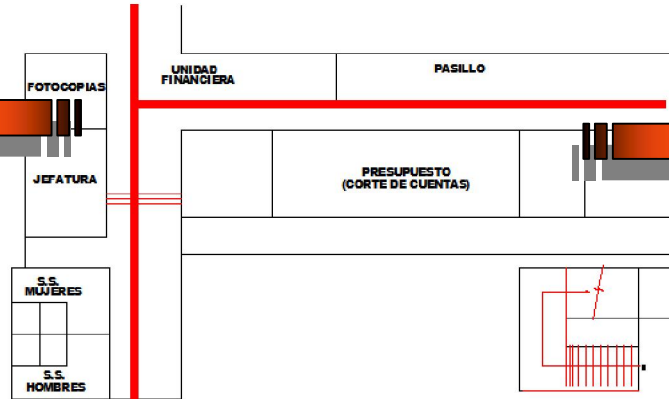 UNIDAD
FINANCIERA
PASILLO
FOTOCOPIAS
JEFATURA
PRESUPUESTO
(CORTE DE CUENTAS)
S.S.
MUJERES
S.S.
HOMBRES